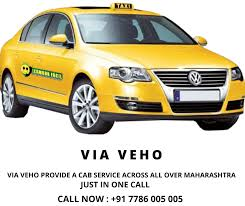 TAXI
VIA VEHO
VIA VEHO PROVIDE A CAB SERVICE ACROSS ALL OVER MAHARASHTRA
JUST IN ONE CALL
CALL NOW : +91 7786 005 005